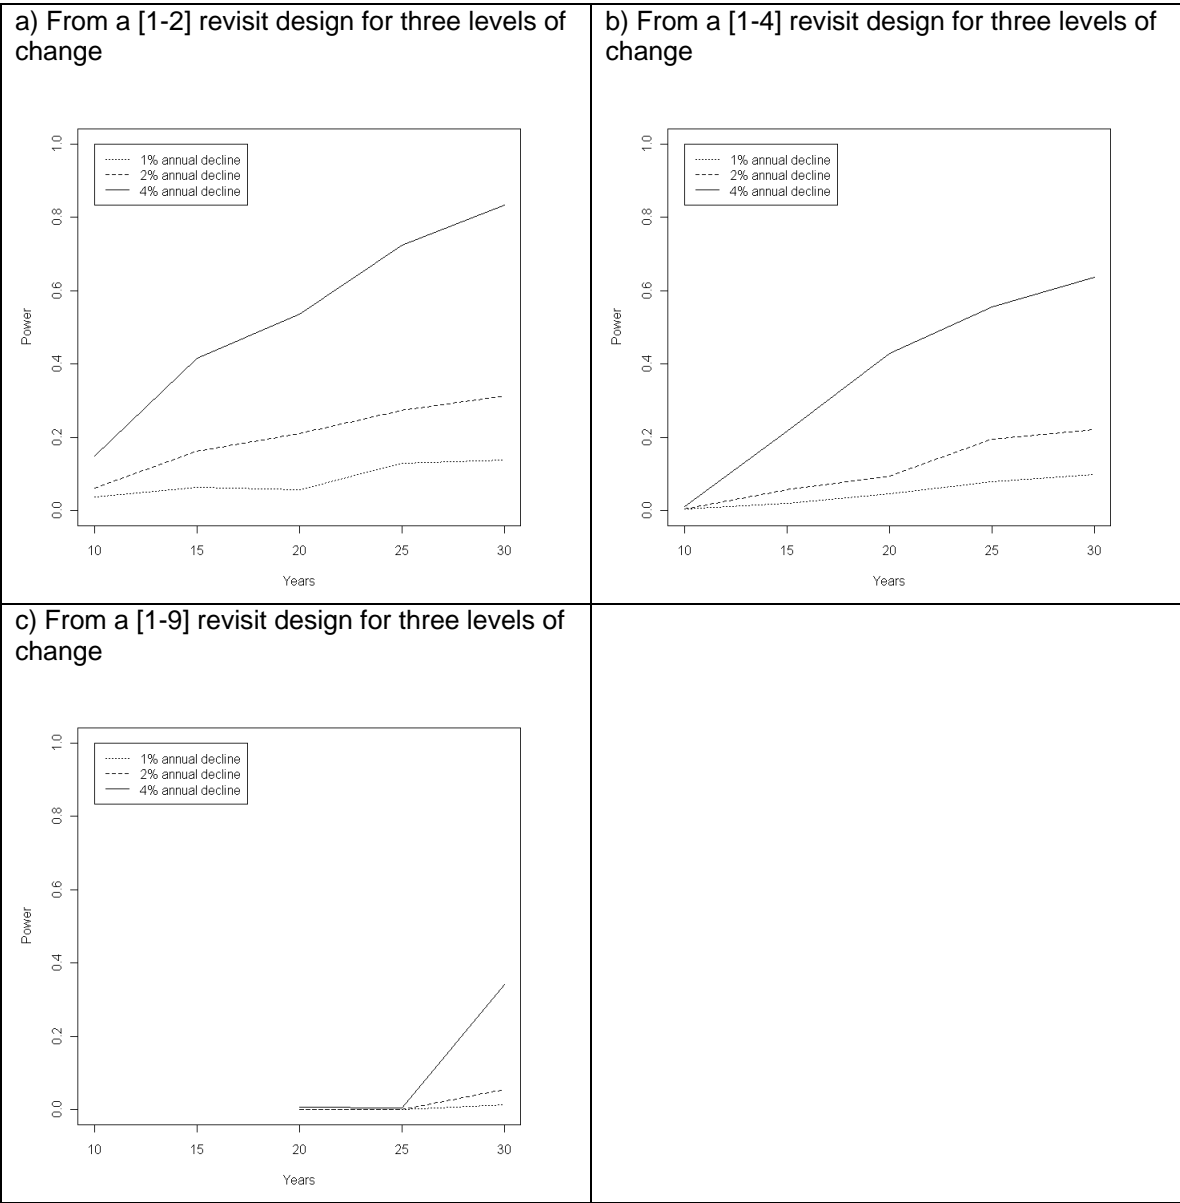 a) From a [1-2] revisit design for three levels of
change
1.0
0.8
0.6
0.4
0.2
0.0
Power
1% annual decline
2% annual decline
4% annual decline
10 15 20 25 30
Years
b) From a [1-4] revisit design for three levels of
change
1.0
0.8
0.6
0.4
0.2
0.0
Power
1% annual decline
2% annual decline
4% annual decline
10 15 20 25 30
Years
c) From a [1-9] revisit design for three levels of
change
1.0
0.8
0.6
0.4
0.2
0.0
Power
1% annual decline
2% annual decline
4% annual decline
10 15 20 25 30
Years